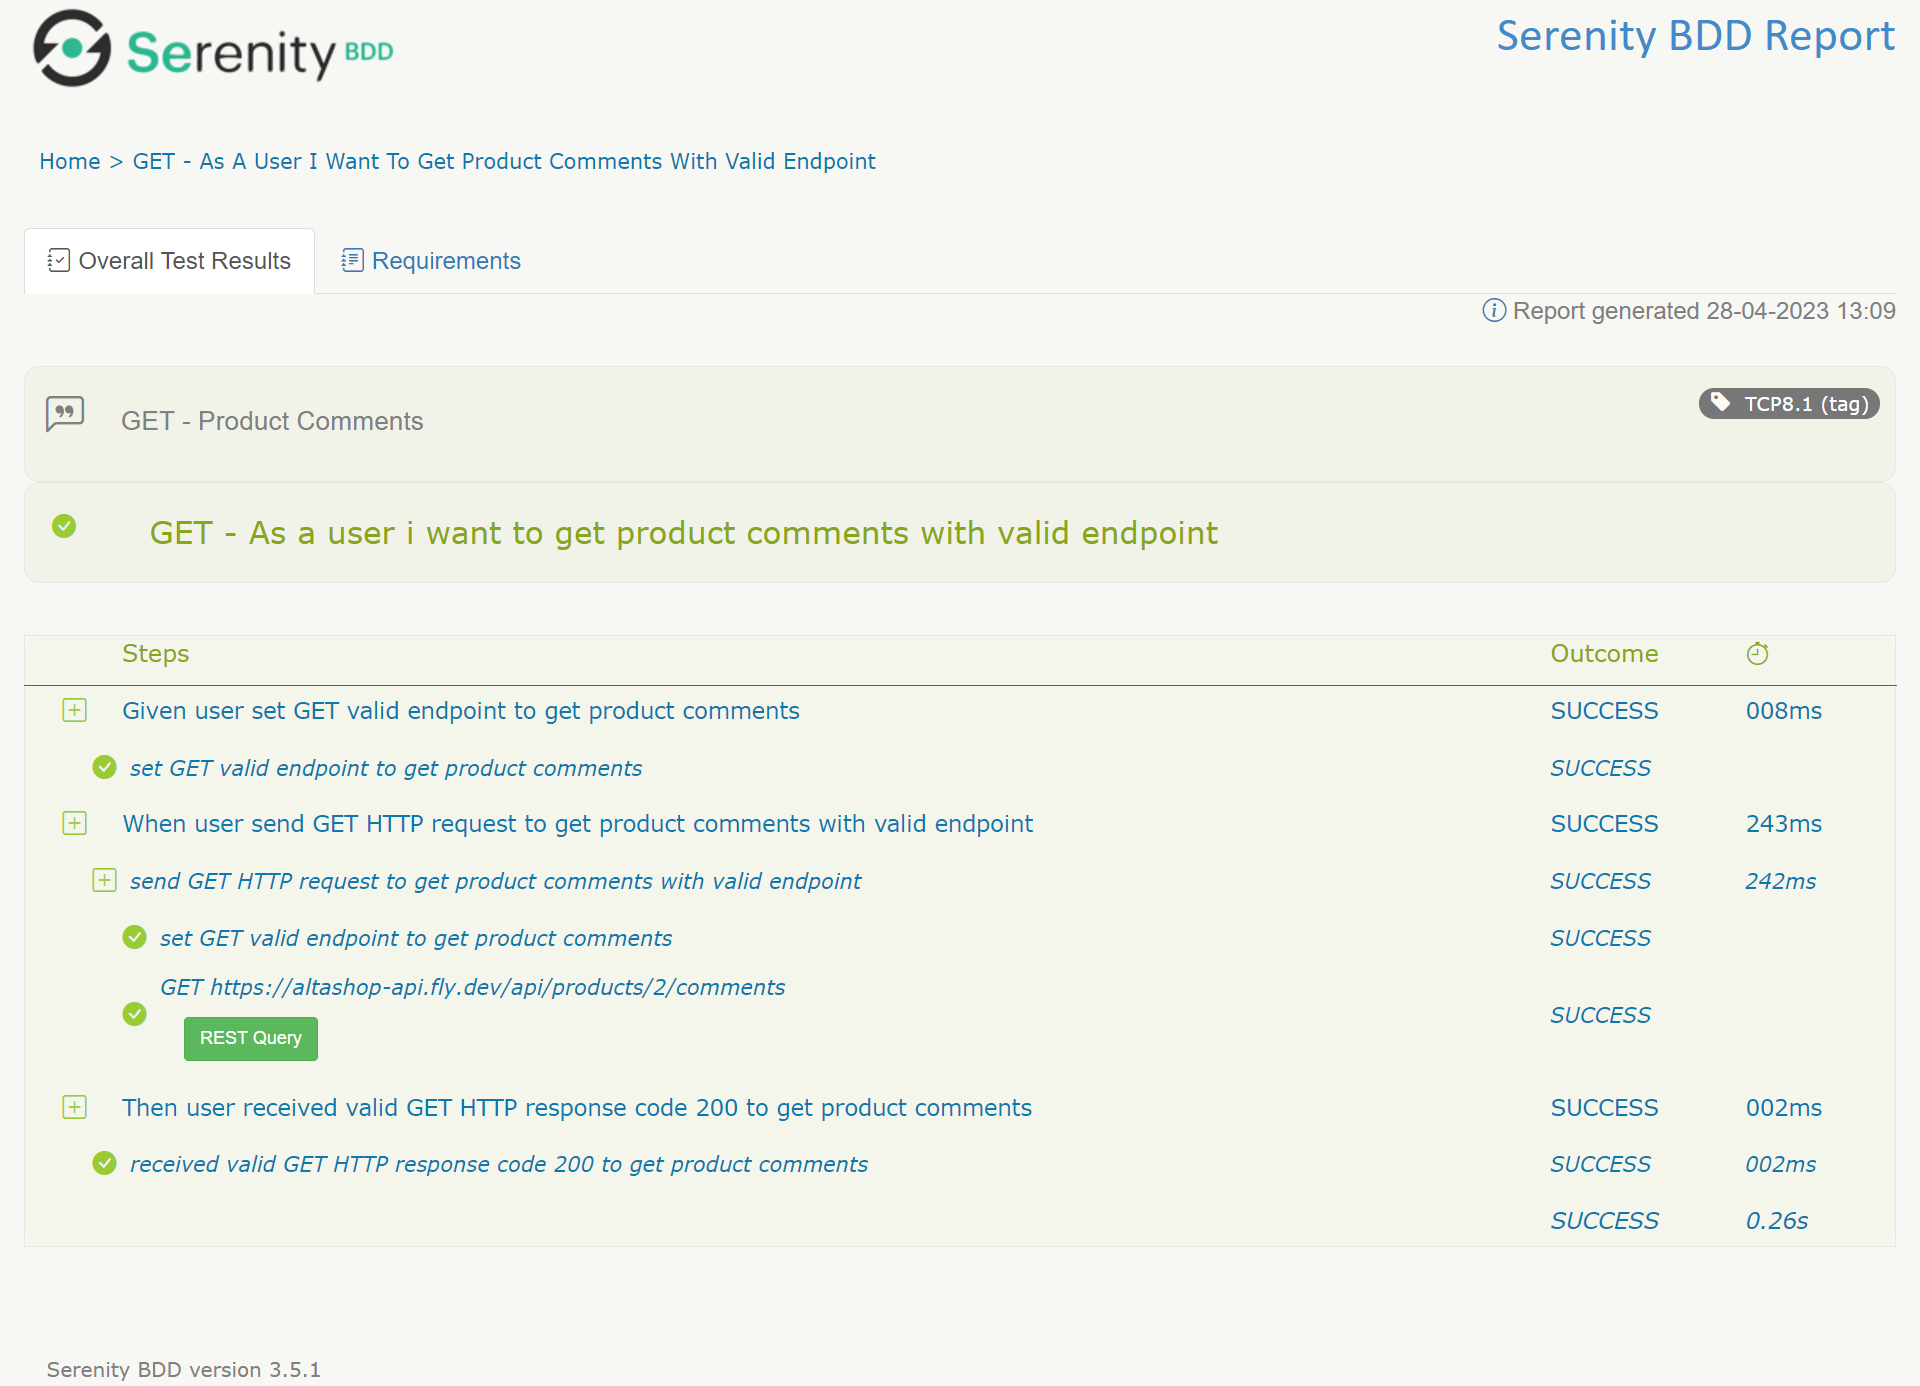 Serenity BDD
Serenity BDD Report
Home > GET - As A User I Want To Get Product Comments With Valid Endpoint
Overall Test Results
Requirements
Report generated 28-04-2023 13:09
GET - Product Comments
TCP8.1 (tag)
GET - As a user i want to get product comments with valid endpoint
Steps Outcome
Given user set GET valid endpoint to get product comments SUCCESS 008ms
set GET valid endpoint to get product comments SUCCESS
When user send GET HTTP request to get product comments with valid endpoint SUCCESS 243ms
send GET HTTP request to get product comments with valid endpoint SUCCESS 242ms
set GET valid endpoint to get product comments SUCCESS
GET https://altashop-api.fly.dev/api/products/2/comments
SUCCESS
REST Query
Then user received valid GET HTTP response code 200 to get product comments SUCCESS 002ms
received valid GET HTTP response code 200 to get product comments SUCCESS 002ms
SUCCESS 0.26s
Serenity BDD version 3.5.1